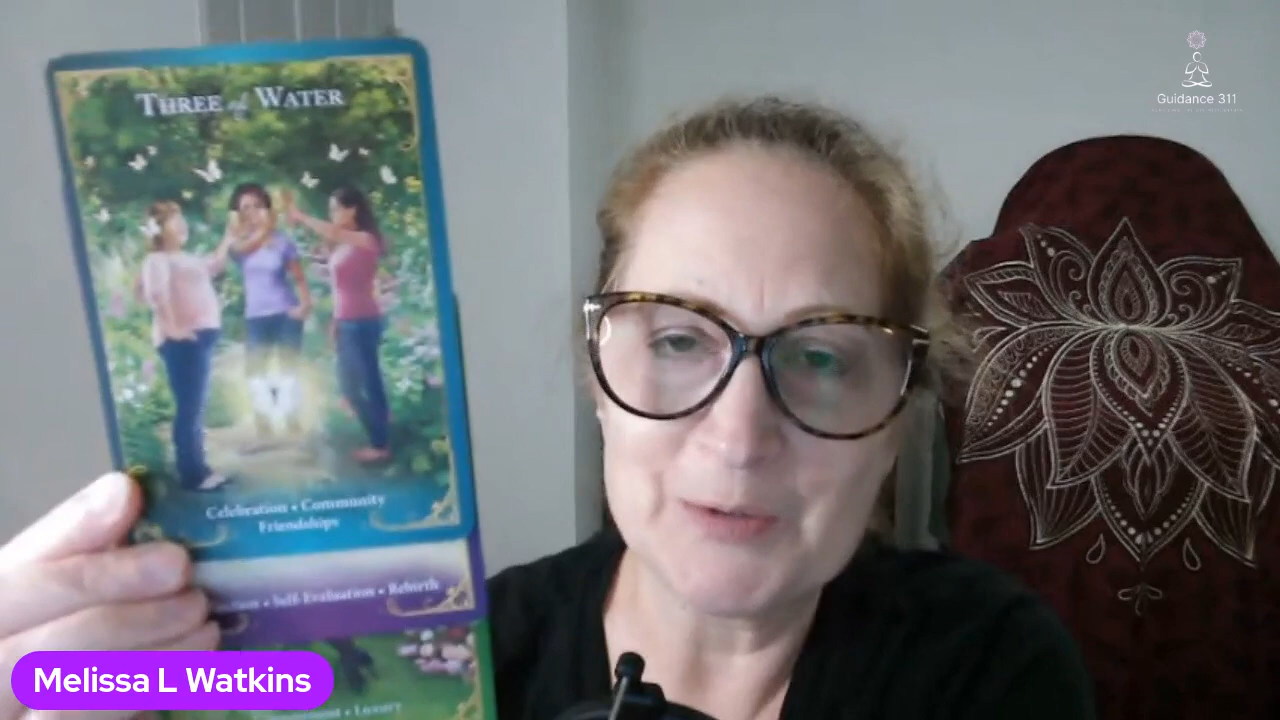 THREE of WATER
Celebration • Community
Friendships
Self-Evaluation • Rebirth
Luxury
Guidance 311
Melissa L Watkins